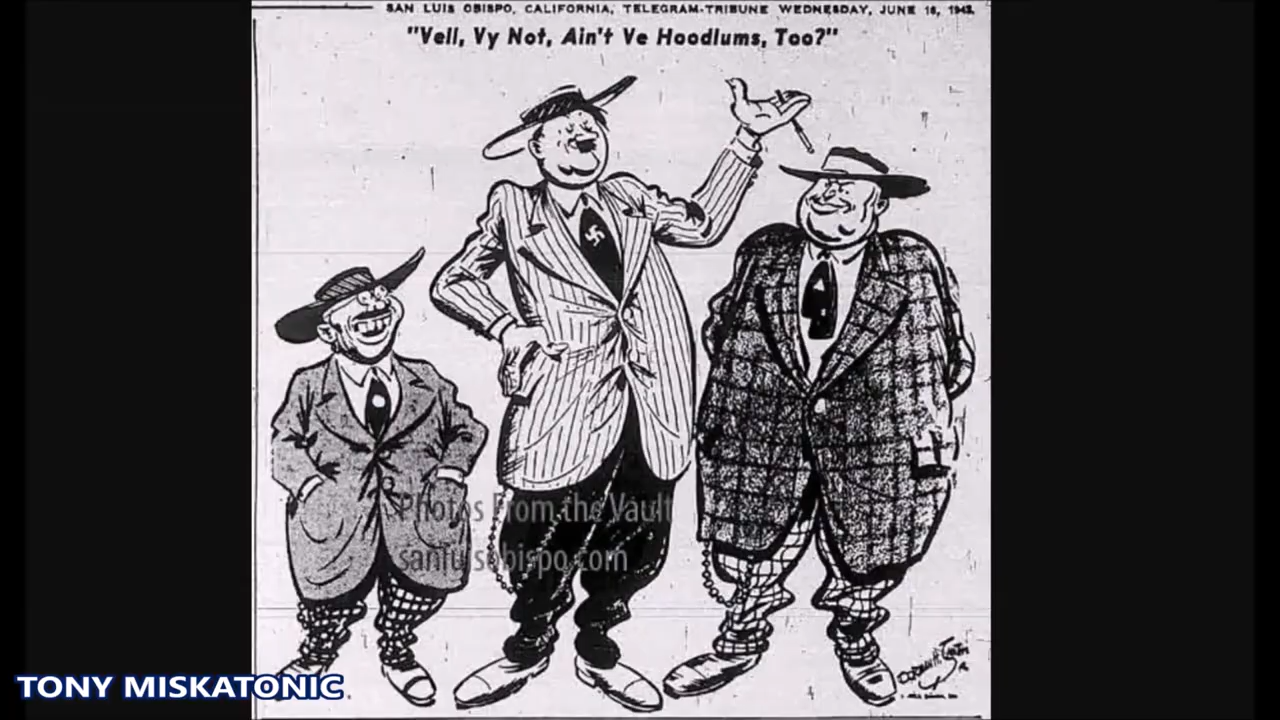 SAN LUIS OBISPO, CALIFORNIA, TELEGRAM-TRIBUNE WEDNESDAY, JUNE 16, 1943.
"Vell, Vy Not, Ain't Ve Hoodlums, Too?"
Photos From the Vault
sanluisobispo.com
TONY MISKATONIC